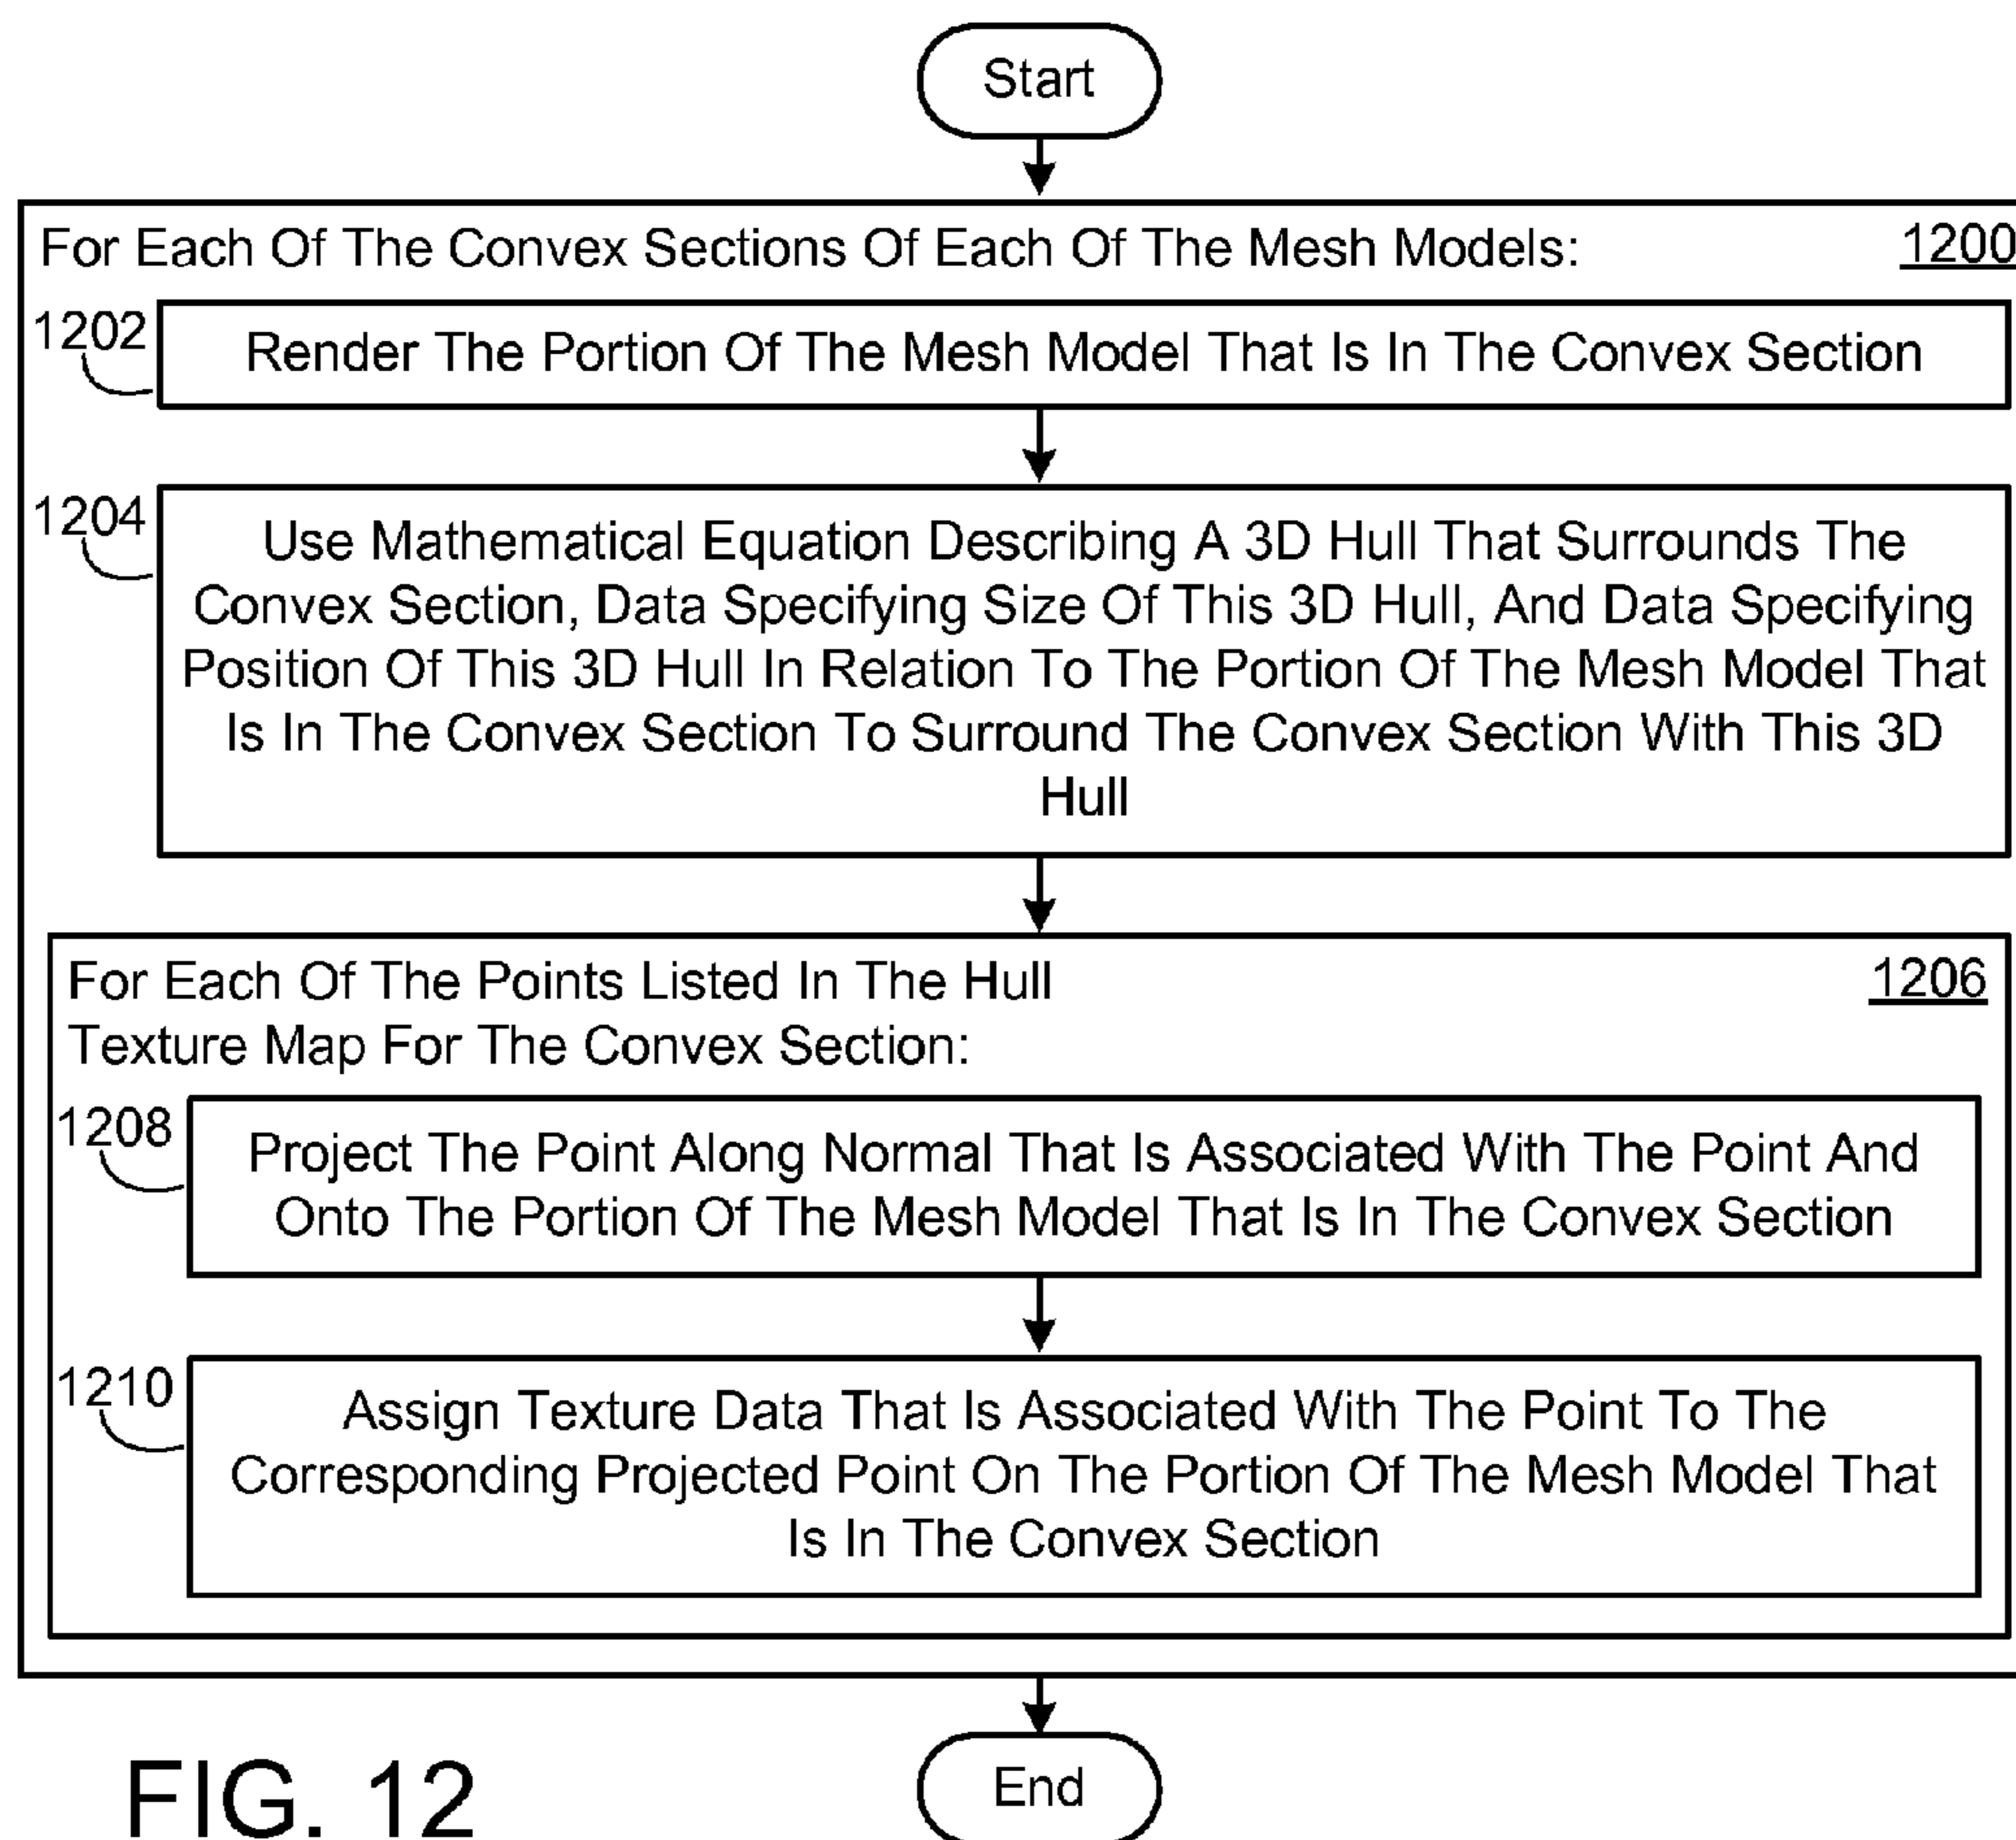 Start
For Each Of The Convex Sections Of Each Of The Mesh Models:
1200
1202
Render The Portion Of The Mesh Model That Is In The Convex Section
1204
Use Mathematical Equation Describing A 3D Hull That Surrounds The
Convex Section, Data Specifying Size Of This 3D Hull, And Data Specifying
Position Of This 3D Hull In Relation To The Portion Of The Mesh Model That
Is In The Convex Section To Surround The Convex Section With This 3D
Hull
For Each Of The Points Listed In The Hull
Texture Map For The Convex Section:
1206
1208
Project The Point Along Normal That Is Associated With The Point And
Onto The Portion Of The Mesh Model That Is In The Convex Section
1210
Assign Texture Data That Is Associated With The Point To The
Corresponding Projected Point On The Portion Of The Mesh Model That
Is In The Convex Section
End
FIG. 12